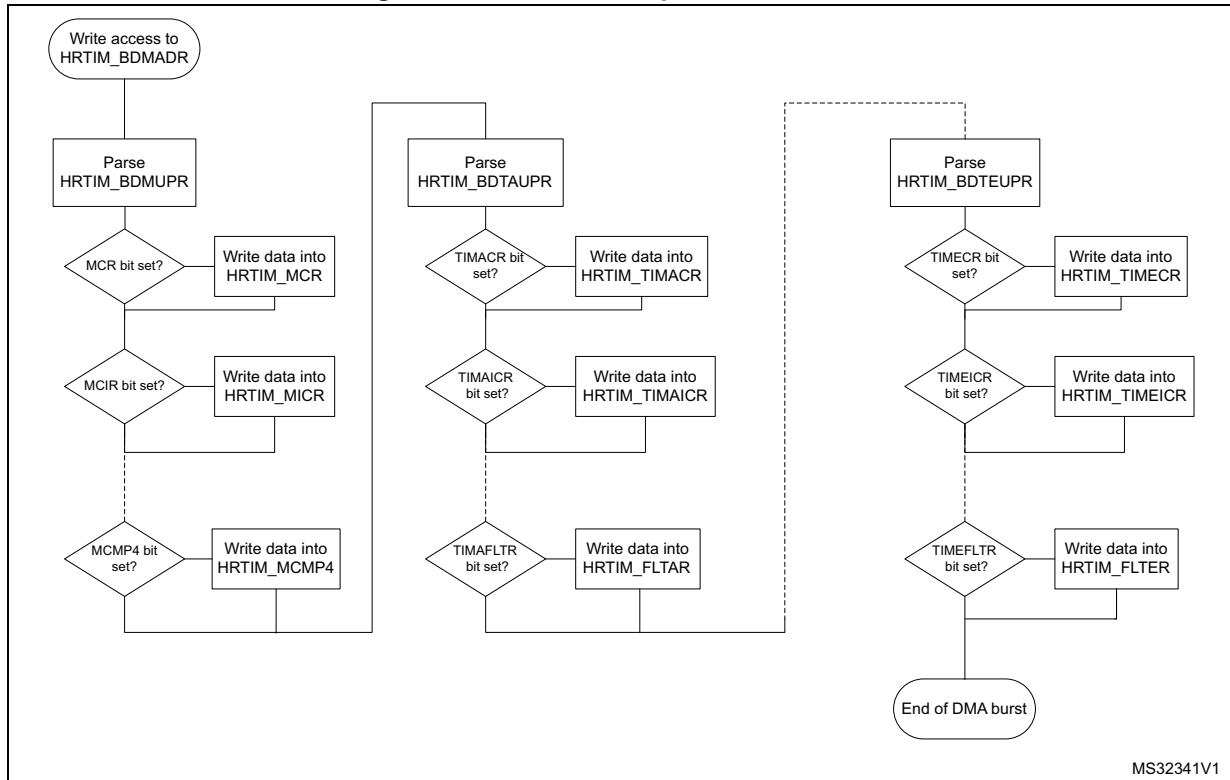 Write access to
HRTIM_BDMADR
Parse
HRTIM_BDMUPR
MCR bit set?
Write data into
HRTIM_MCR
MCIR bit set?
Write data into
HRTIM_MICR
MCMP4 bit
set?
Write data into
HRTIM_MCMP4
Parse
HRTIM_BDTAUPR
TIMACR bit
set?
Write data into
HRTIM_TIMACR
TIMAICR
bit set?
Write data into
HRTIM_TIMAICR
TIMAFLTR
bit set?
Write data into
HRTIM_FLTAR
Parse
HRTIM_BDTEUPR
TIMECR bit
set?
Write data into
HRTIM_TIMECR
TIMEICR
bit set?
Write data into
HRTIM_TIMEICR
TIMEFLTR
bit set?
Write data into
HRTIM_FLTER
End of DMA burst
MS32341V1